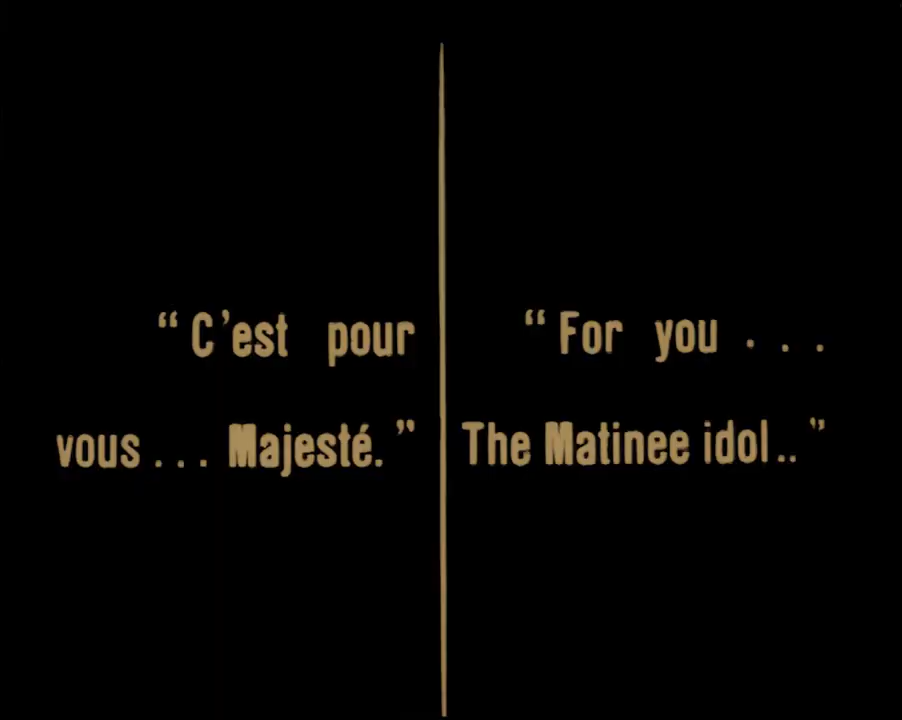 “ C’est pour
vous ... Majesté. ”
“ For you . . .
The Matinee idol.. ”